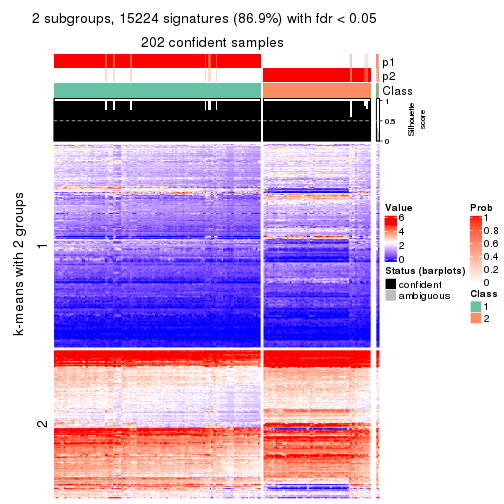 2 subgroups, 15224 signatures (86.9%) with fdr < 0.05
202 confident samples
p1
p2
Class
1
0.5
0
Silhouette
score
k-means with 2 groups
1
2
Value
6
4
2
0
Status (barplots)
confident
ambiguous
Prob
1
0.8
0.6
0.4
0.2
0
Class
1
2